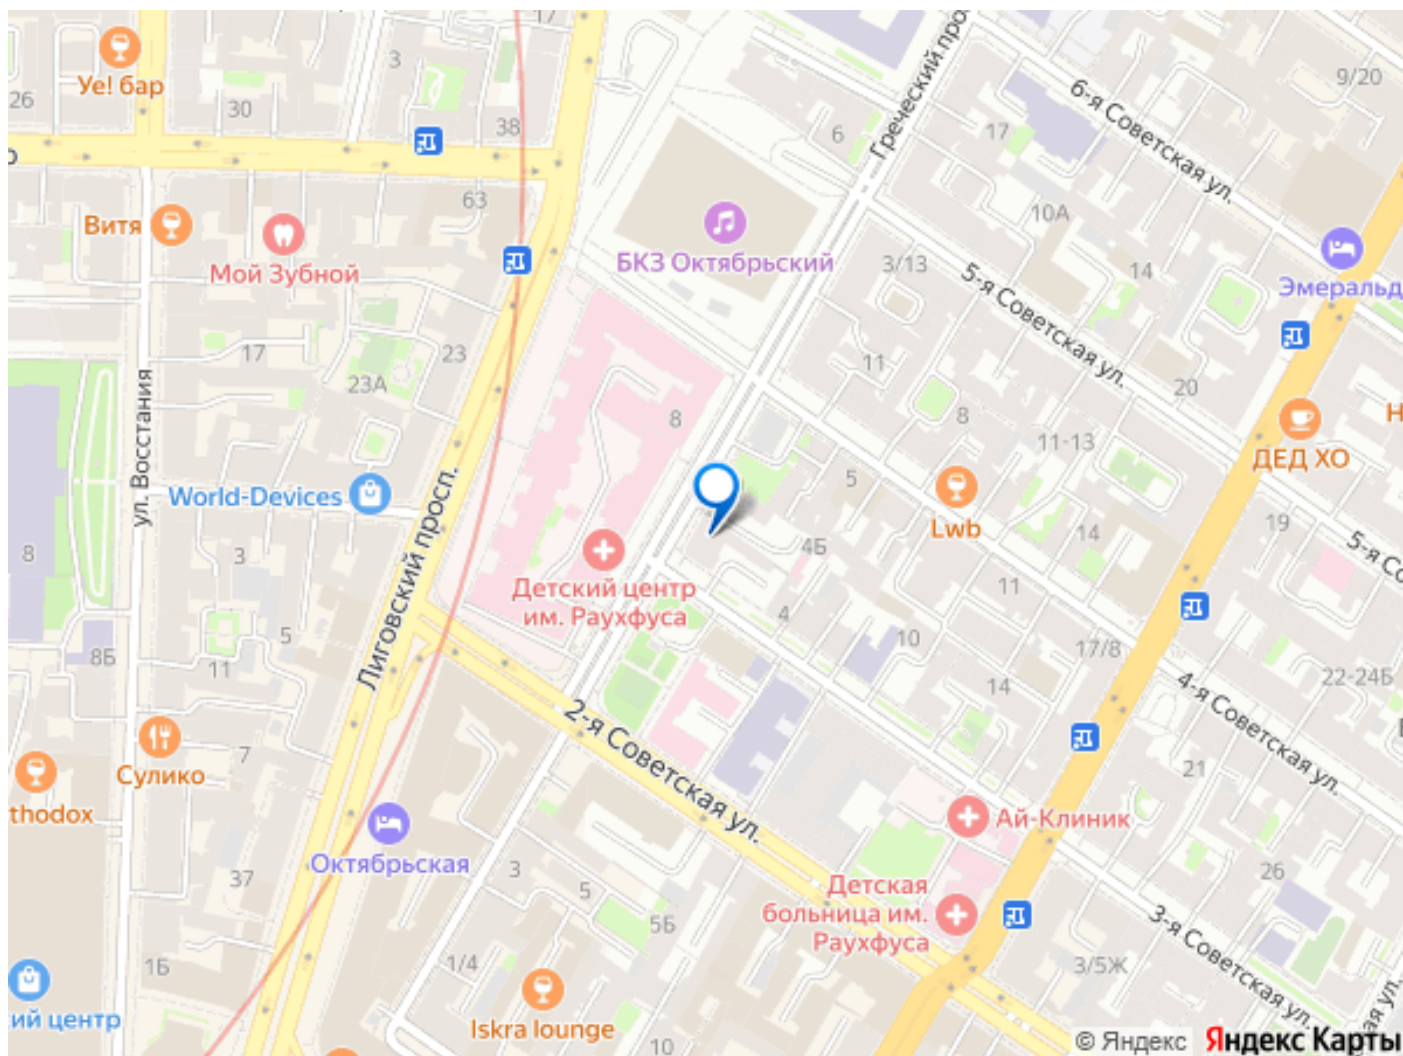 17
Уе! бар
3
30
26
38
6
17
9/20
Греческий про
6-я Советская ул.
63
Витя
Мой Зубной
БКЗ Октябрьский
10А
3/13
14
Эмеральд
5-я Советская ул.
17
23
23А
11
20
8
8
11-13
ДЕД ХО
Н
ул. Восстания
World-Devices
Лиговский просп.
5
Lwb
19
14
5-я Со
8
3
4Б
Детский центр
им. Раухфуса
11
4
5
10
17/8
8Б
11
14
22-24Б
4-я Советская ул.
2-я Советская ул.
Сулико
7
21
thodox
Октябрьская
Ай-Клиник
3
5
37
26
Детская
больница им.
Раухфуса
5Б
3-я Советская ул.
1Б
1/4
3/5Ж
ий центр
Iskra lounge
10
ая ул.
© Яндекс Яндекс Карты